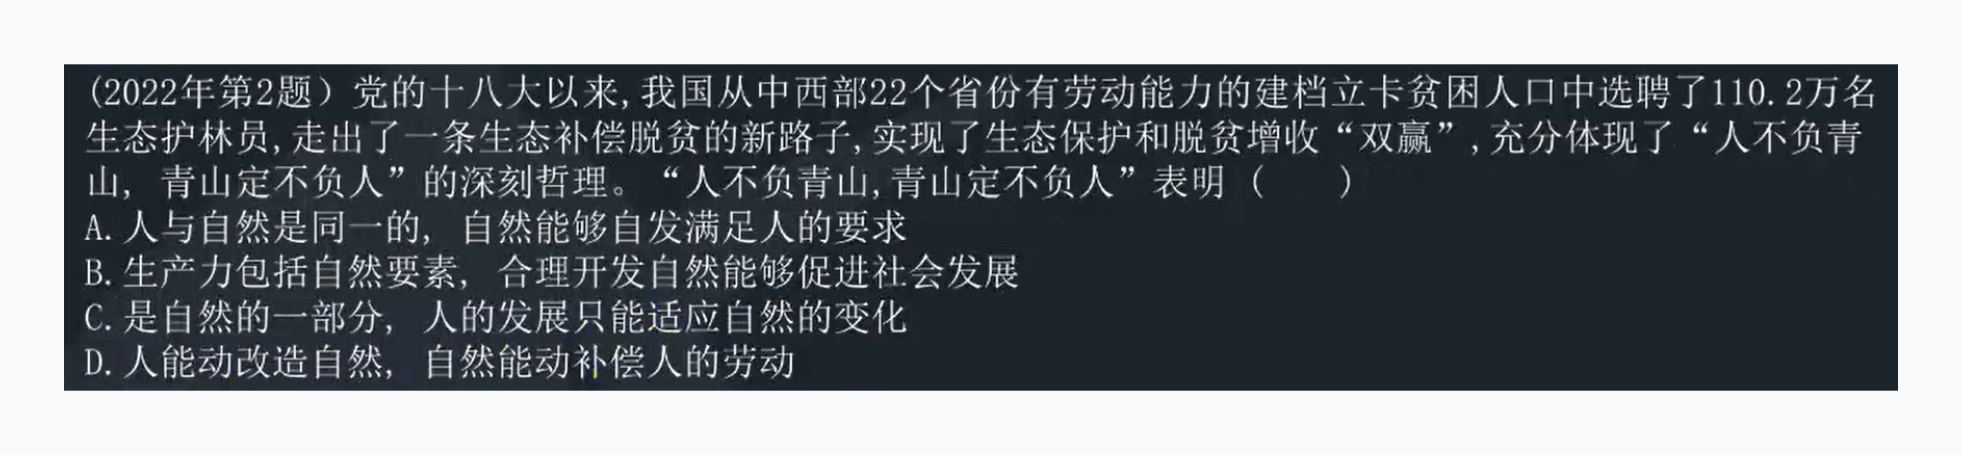 (2022年第2题）党的十八大以来,我国从中西部22个省份有劳动能力的建档立卡贫困人口中选聘了110.2万名
生态护林员,走出了一条生态补偿脱贫的新路子,实现了生态保护和脱贫增收“双赢”,充分体现了“人不负青
山, 青山定不负人”的深刻哲理。“人不负青山,青山定不负人”表明（ ）
A.人与自然是同一的, 自然能够自发满足人的要求
B.生产力包括自然要素, 合理开发自然能够促进社会发展
C.是自然的一部分, 人的发展只能适应自然的变化
D.人能动改造自然, 自然能动补偿人的劳动